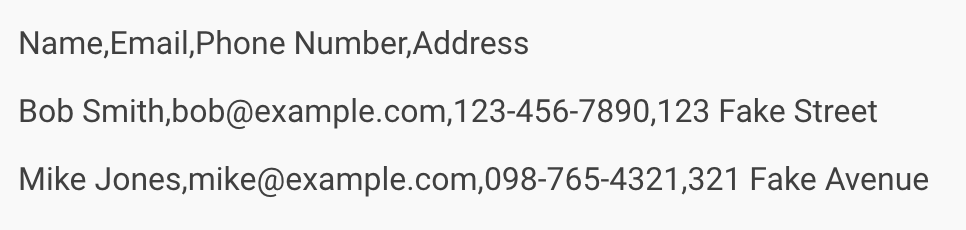 Name,Email,Phone Number,Address
Bob Smith,bob@example.com,123-456-7890,123 Fake Street
Mike Jones,mike@example.com,098-765-4321,321 Fake Avenue